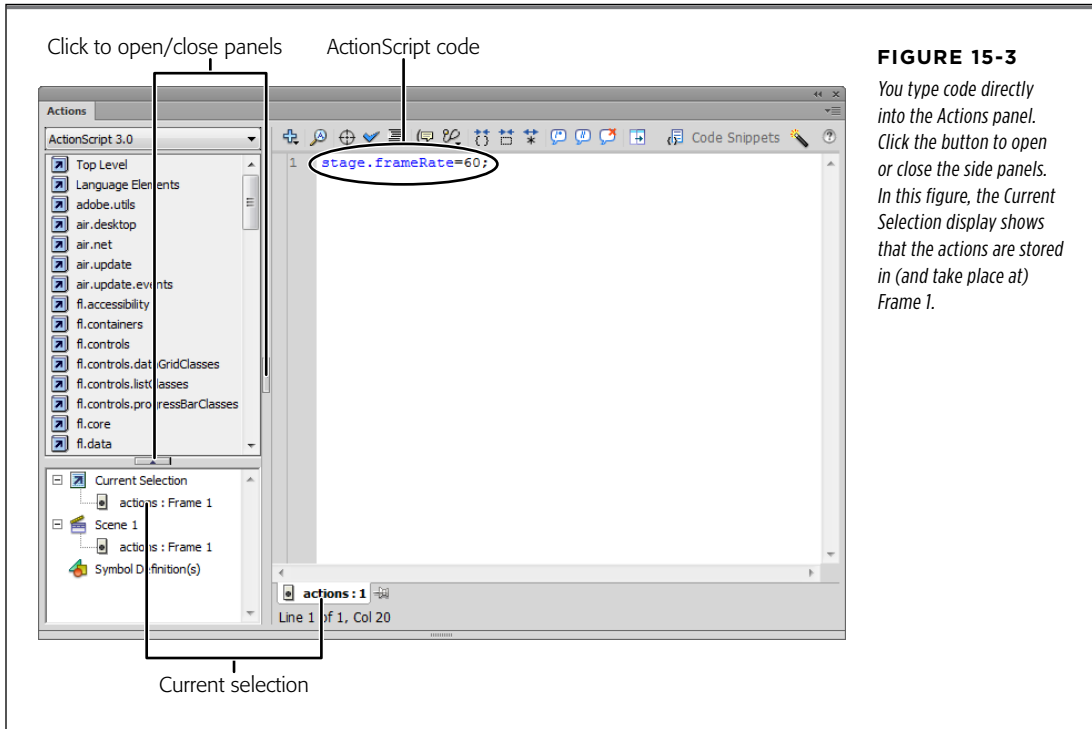 Click to open/close panels
ActionScript code
FIGURE 15-3
You type code directly
into the Actions panel.
Click the button to open
or close the side panels.
In this figure, the Current
Selection display shows
that the actions are stored
in (and take place at)
Frame 1.
Actions
ActionScript 3.0
Code Snippets
Top Level
Language Elements
adobe.utils
air.desktop
air.net
air.update
air.update.events
fl.accessibility
fl.containers
fl.controls
fl.controls.dataGridClasses
fl.controls.listClasses
fl.controls.progressBarClasses
fl.core
fl.data
1 stage.frameRate=60;
Current Selection
actions : Frame 1
Scene 1
actions : Frame 1
Symbol Definition(s)
actions : 1
Line 1 of 1, Col 20
Current selection